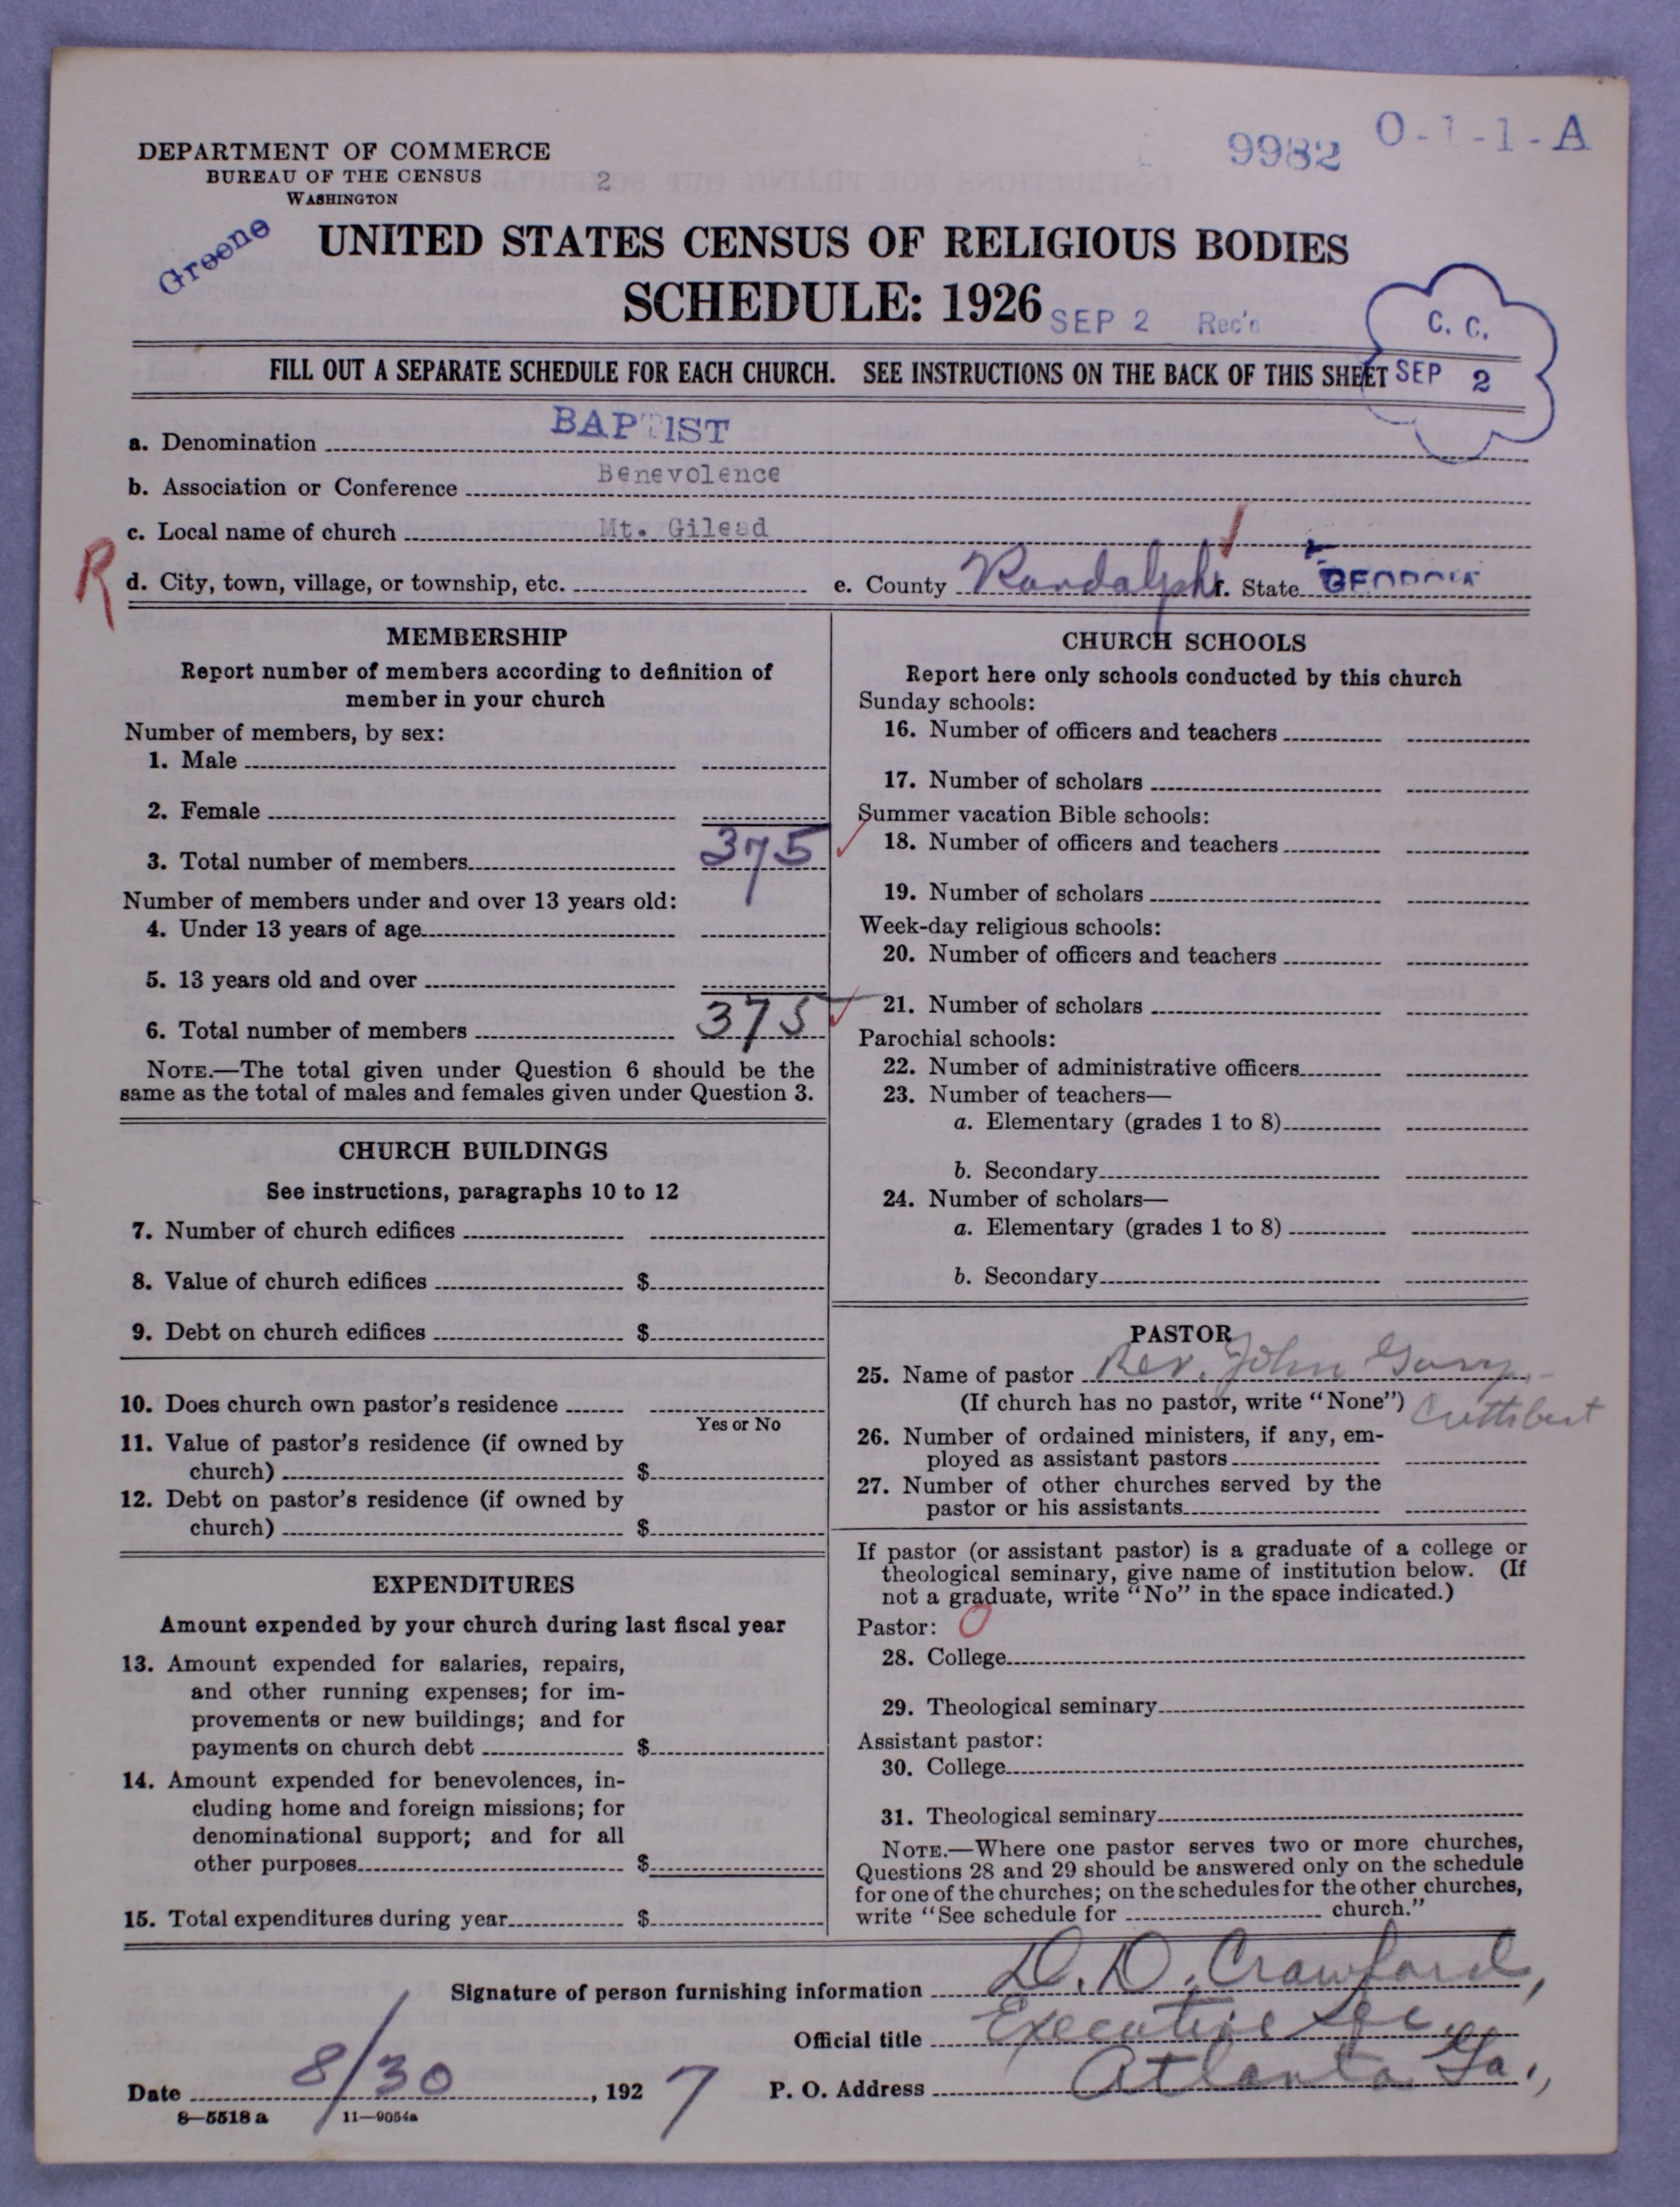 DEPARTMENT OF COMMERCE
BUREAU OF THE CENSUS
WASHINGTON
2
9982
O-1-1-A
Greene
UNITED STATES CENSUS OF RELIGIOUS BODIES
SCHEDULE: 1926
SEP 2 Rec'd
C. C.
SEP 2
FILL OUT A SEPARATE SCHEDULE FOR EACH CHURCH. SEE INSTRUCTIONS ON THE BACK OF THIS SHEET
a. Denomination BAPTIST
b. Association or Conference Benevolence
c. Local name of church Mt. Gilead
R
d. City, town, village, or township, etc. e. County Randolph f. State GEORGIA
MEMBERSHIP
Report number of members according to definition of
member in your church
Number of members, by sex:
1. Male
2. Female
3. Total number of members 375
Number of members under and over 13 years old:
4. Under 13 years of age
5. 13 years old and over
6. Total number of members 375
NOTE.—The total given under Question 6 should be the
same as the total of males and females given under Question 3.
CHURCH BUILDINGS
See instructions, paragraphs 10 to 12
7. Number of church edifices
8. Value of church edifices $
9. Debt on church edifices $
10. Does church own pastor's residence
Yes or No
11. Value of pastor's residence (if owned by
church) $
12. Debt on pastor's residence (if owned by
church) $
EXPENDITURES
Amount expended by your church during last fiscal year
13. Amount expended for salaries, repairs,
and other running expenses; for im-
provements or new buildings; and for
payments on church debt $
14. Amount expended for benevolences, in-
cluding home and foreign missions; for
denominational support; and for all
other purposes $
15. Total expenditures during year $
CHURCH SCHOOLS
Report here only schools conducted by this church
Sunday schools:
16. Number of officers and teachers
17. Number of scholars
Summer vacation Bible schools:
18. Number of officers and teachers
19. Number of scholars
Week-day religious schools:
20. Number of officers and teachers
21. Number of scholars
Parochial schools:
22. Number of administrative officers
23. Number of teachers—
a. Elementary (grades 1 to 8)
b. Secondary
24. Number of scholars—
a. Elementary (grades 1 to 8)
b. Secondary
PASTOR
25. Name of pastor Rev. John Gary,
(If church has no pastor, write "None") Cuthbert
26. Number of ordained ministers, if any, em-
ployed as assistant pastors
27. Number of other churches served by the
pastor or his assistants
If pastor (or assistant pastor) is a graduate of a college or
theological seminary, give name of institution below. (If
not a graduate, write "No" in the space indicated.)
Pastor: O
28. College
29. Theological seminary
Assistant pastor:
30. College
31. Theological seminary
NOTE.—Where one pastor serves two or more churches,
Questions 28 and 29 should be answered only on the schedule
for one of the churches; on the schedules for the other churches,
write "See schedule for church."
Signature of person furnishing information D. D. Crawford,
Official title Executive Sec.,
Date 8/30, 1927 P. O. Address Atlanta Ga.,
8—5518 a 11—9054a